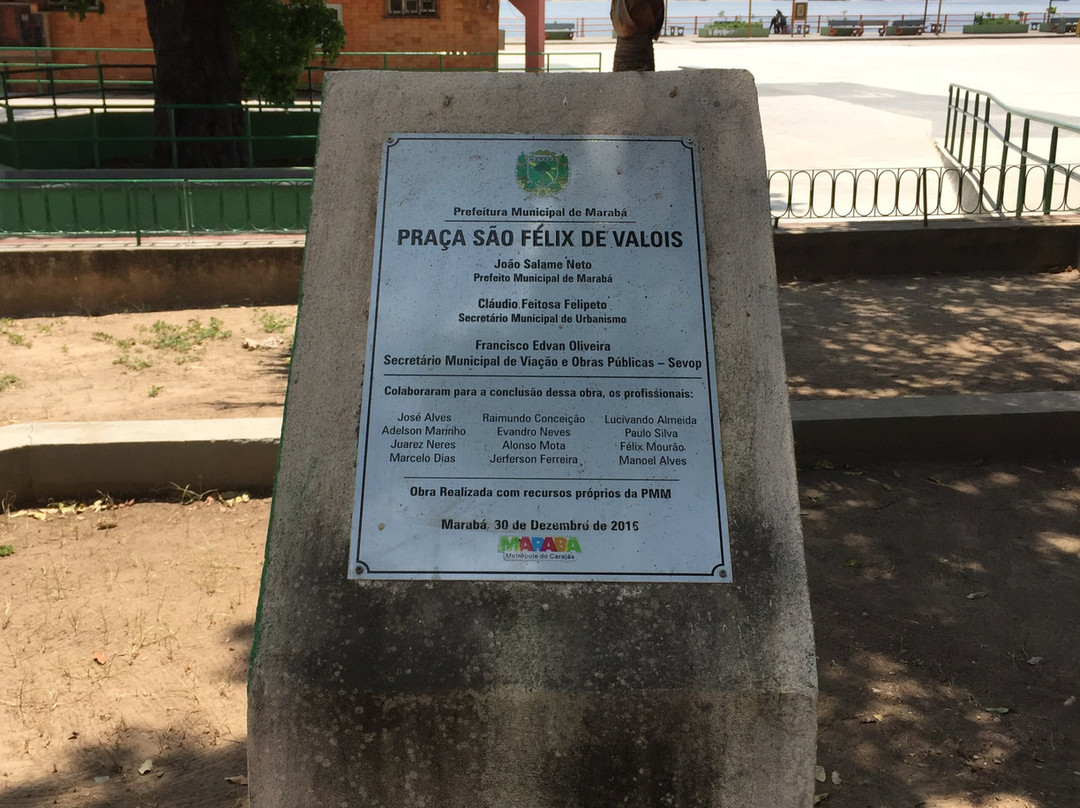 Prefeitura Municipal de Marabá
PRAÇA SÃO FÉLIX DE VALOIS
João Salame Neto
Prefeito Municipal de Marabá
Cláudio Feitosa Felipeto
Secretário Municipal de Urbanismo
Francisco Edvan Oliveira
Secretário Municipal de Viação e Obras Públicas – Sevop
Colaboraram para a conclusão dessa obra, os profissionais:
José Alves Raimundo Conceição Lucivando Almeida
Adelson Marinho Evandro Neves Paulo Silva
Juarez Neres Alonso Mota Félix Mourão
Marcelo Dias Jerferson Ferreira Manoel Alves
Obra Realizada com recursos próprios da PMM
Marabá, 30 de Dezembro de 2016
MARABÁ
Metrópole do Carajás